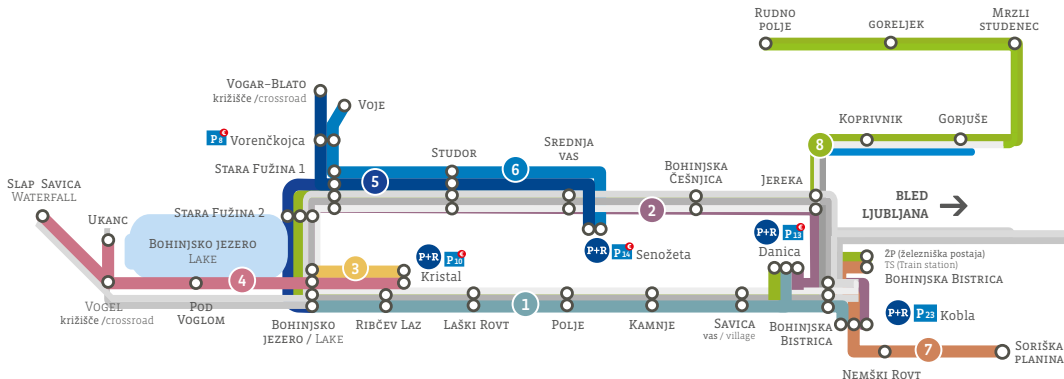 Rudno
polje
Goreljek
Mrzli
studenec
Vogar–Blato
križišče /crossroad
Voje
P8 €
Vorenčkojca
Koprivnik
Gorjuše
8
Stara Fužina 1
Studor
Srednja
vas
6
5
Bohinjska
Češnjica
Jereka
Slap Savica
Waterfall
Ukanc
Stara Fužina 2
2
Bled
Ljubljana
Bohinjsko jezero
Lake
P+R P10 €
Kristal
P+R P14 € Senožeta
P+R P13 €
Danica
ŽP (železniška postaja)
TS (Train station)
Bohinjska Bistrica
3
4
1
Vogel
križišče /crossroad
Pod
Voglom
Bohinjsko
jezero / Lake
Ribčev Laz
Laški Rovt
Polje
Kamnje
Savica
vas / village
Bohinjska
Bistrica
P+R P23 Kobla
7
Nemški Rovt
Soriška
planina